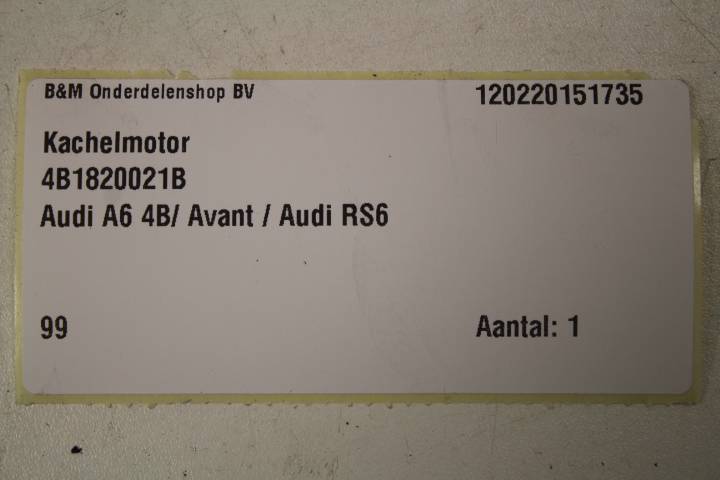 B&M Onderdelenshop BV 120220151735
Kachelmotor
4B1820021B
Audi A6 4B/ Avant / Audi RS6
99 Aantal: 1